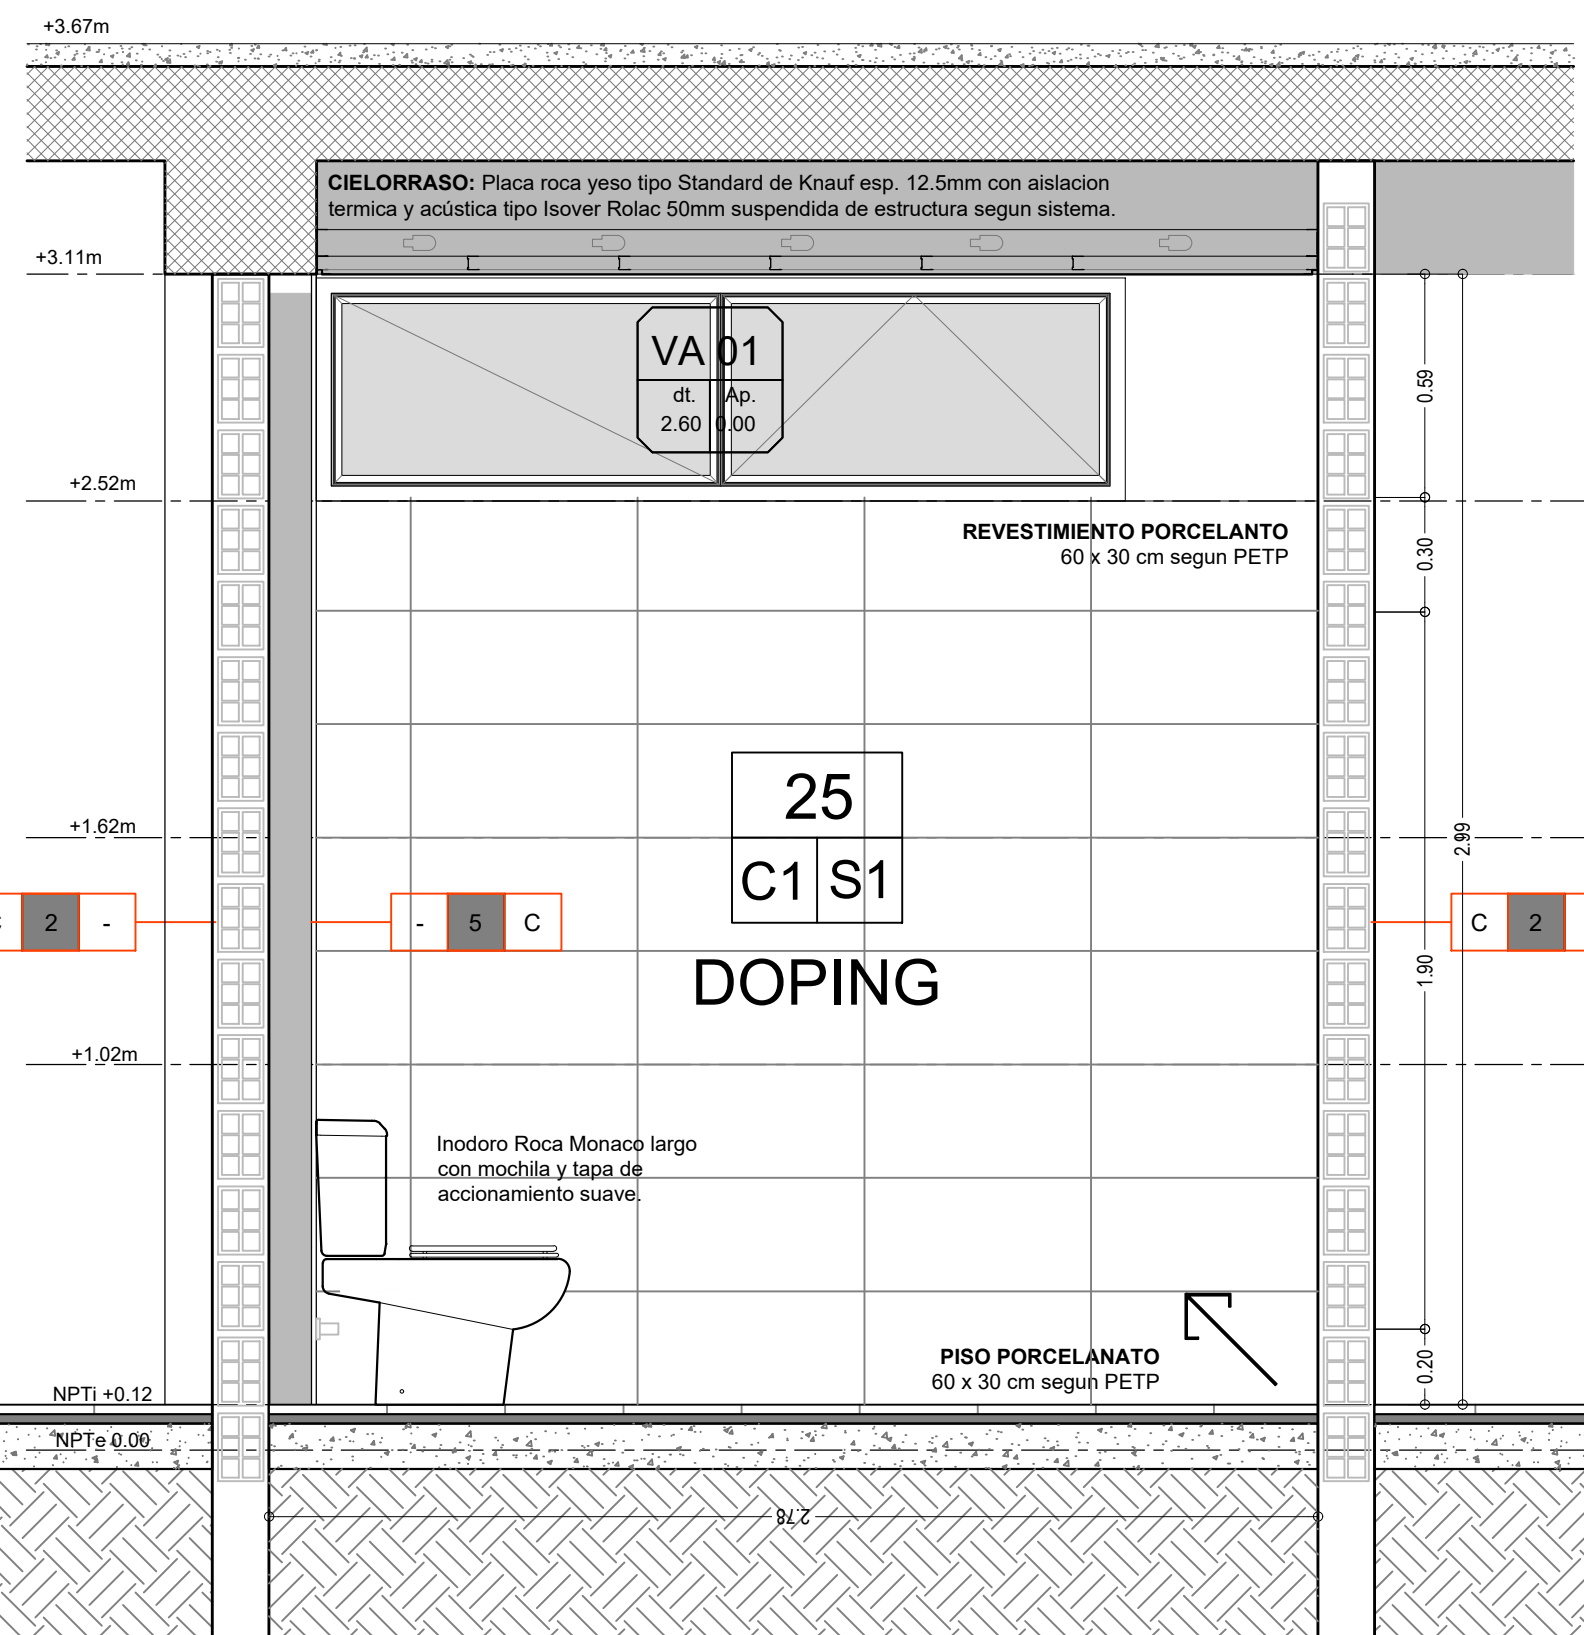 +3.67m
CIELORRASO: Placa roca yeso tipo Standard de Knauf esp. 12.5mm con aislacion
termica y acústica tipo Isover Rolac 50mm suspendida de estructura segun sistema.
+3.11m
VA 01
dt. Ap.
2.60 0.00
0.59
+2.52m
REVESTIMIENTO PORCELANTO
60 x 30 cm segun PETP
0.30
25
C1 S1
+1.62m
2.99
2 -
- 5 C
C 2
DOPING
1.90
+1.02m
Inodoro Roca Monaco largo
con mochila y tapa de
accionamiento suave.
PISO PORCELANATO
60 x 30 cm segun PETP
0.20
NPTi +0.12
NPTe 0.00
2.78